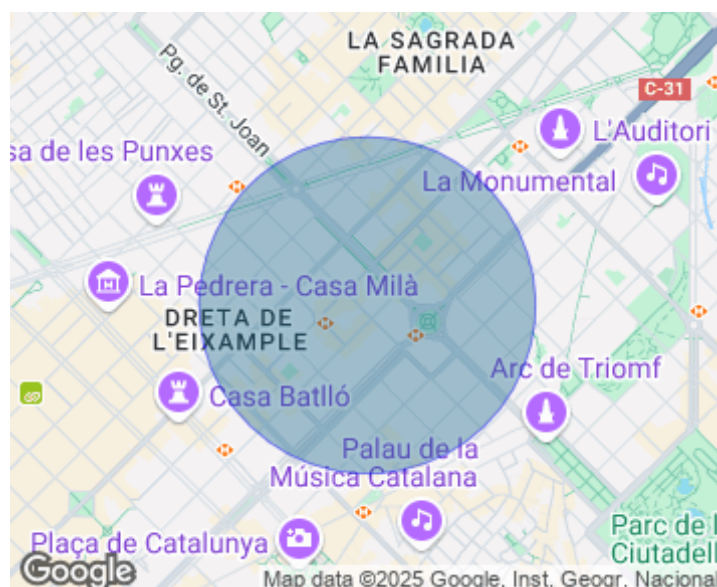 LA SAGRADA
FAMILIA
Pg. de St. Joan
C-31
L'Auditori
sa de les Punxes
La Monumental
La Pedrera - Casa Milà
DRETA DE
L'EIXAMPLE
Arc de Triomf
Casa Batlló
Palau de la
Música Catalana
Plaça de Catalunya
Parc de l
Ciutadell
Google
Map data ©2025 Google, Inst. Geogr. Nacional